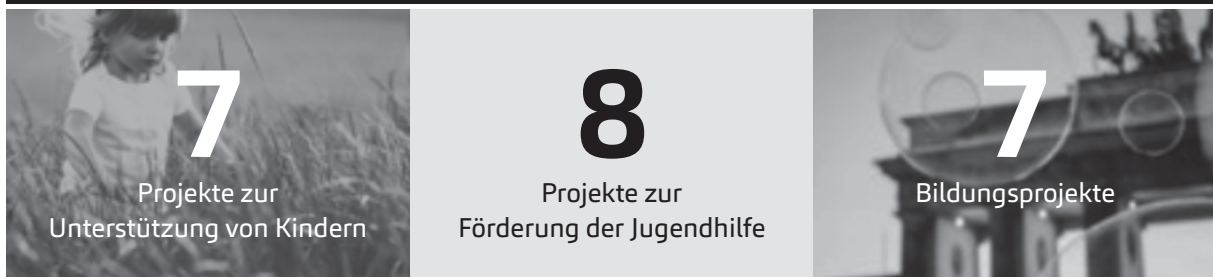 7
Projekte zur
Unterstützung von Kindern
8
Projekte zur
Förderung der Jugendhilfe
7
Bildungsprojekte